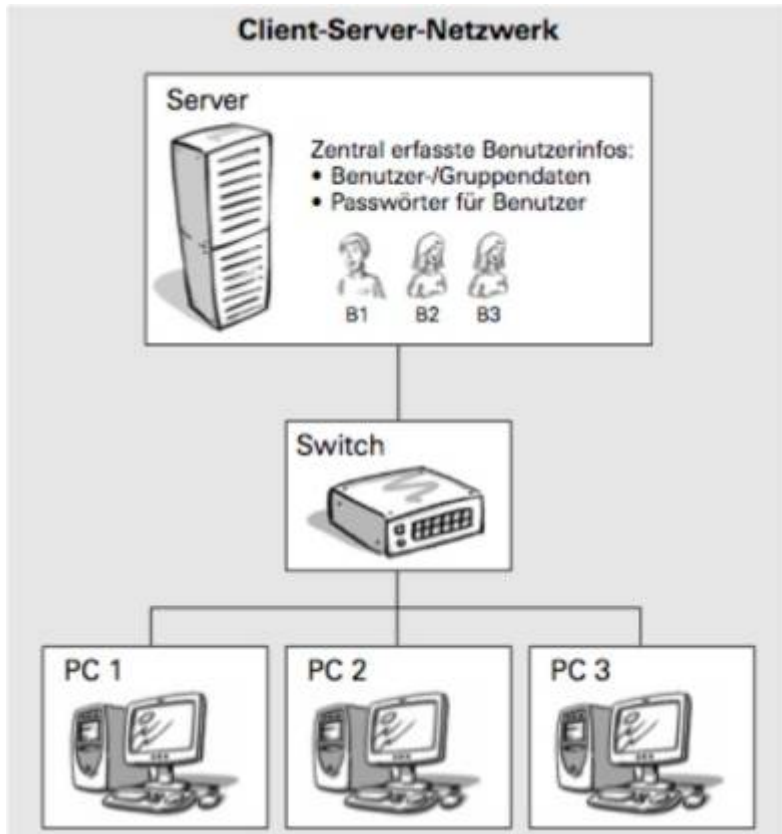 Client-Server-Netzwerk
Server
Zentral erfasste Benutzerinfos:
• Benutzer-/Gruppendaten
• Passwörter für Benutzer
B1 B2 B3
Switch
PC 1 PC 2 PC 3